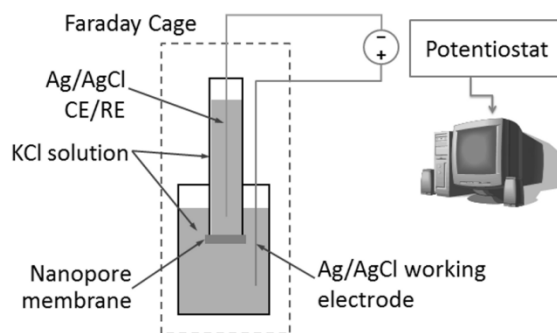 Faraday Cage
Ag/AgCl
CE/RE
KCl solution
Nanopore
membrane
Ag/AgCl working
electrode
−
+
Potentiostat